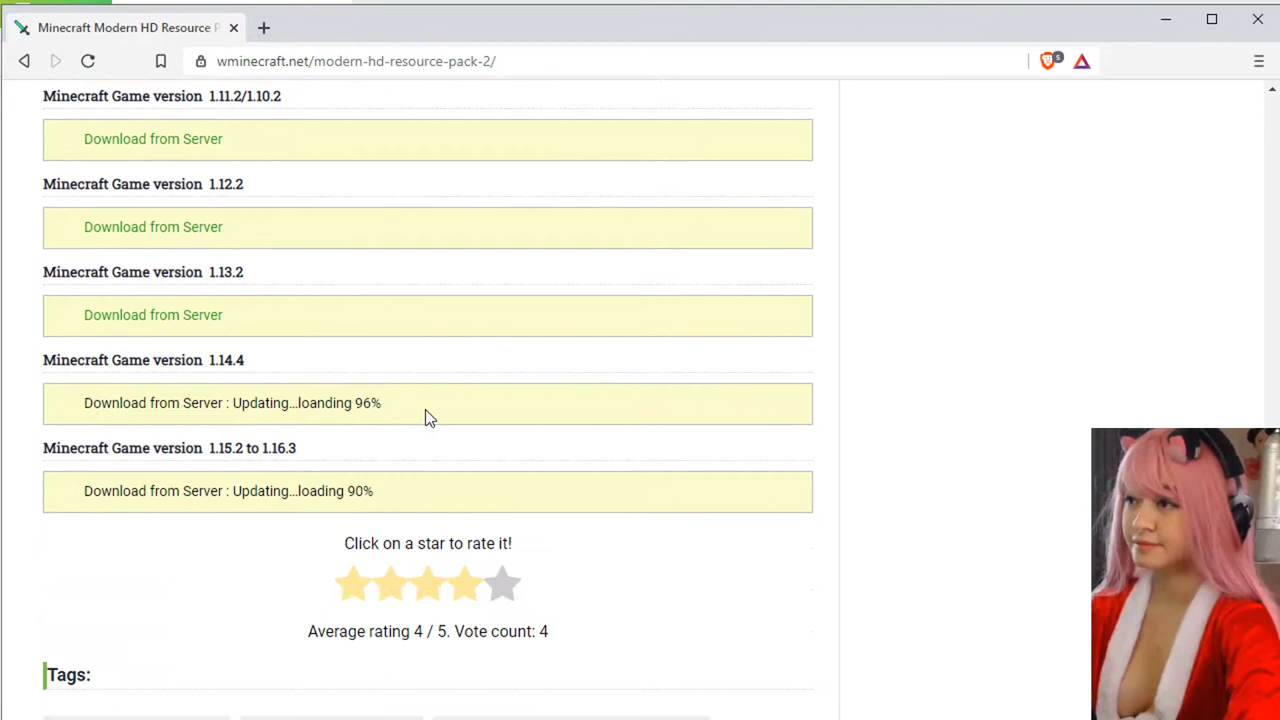 Minecraft Modern HD Resource P
wminecraft.net/modern-hd-resource-pack-2/
5
Minecraft Game version 1.11.2/1.10.2
Download from Server
Minecraft Game version 1.12.2
Download from Server
Minecraft Game version 1.13.2
Download from Server
Minecraft Game version 1.14.4
Download from Server : Updating...loanding 96%
Minecraft Game version 1.15.2 to 1.16.3
Download from Server : Updating...loading 90%
Click on a star to rate it!
Average rating 4 / 5. Vote count: 4
Tags: